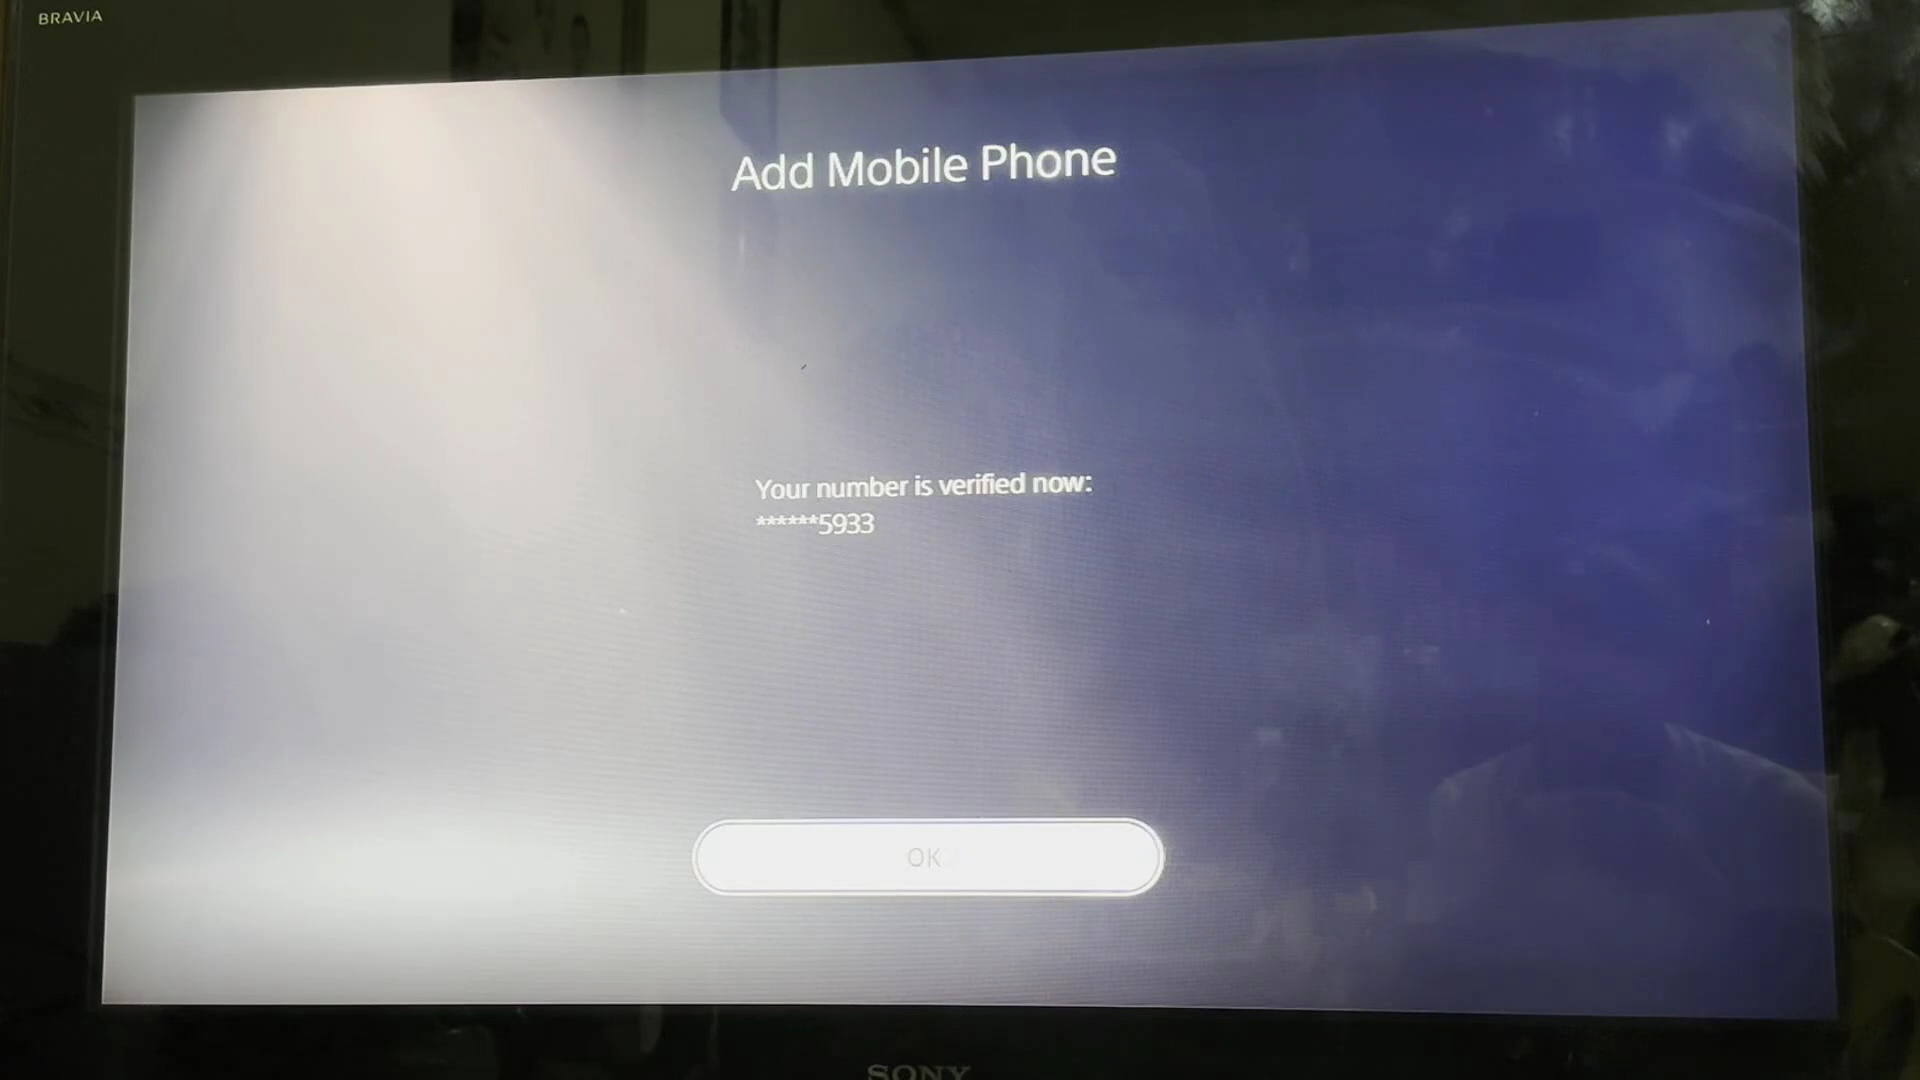 BRAVIA
Add Mobile Phone
Your number is verified now:
******5933
OK
SONY